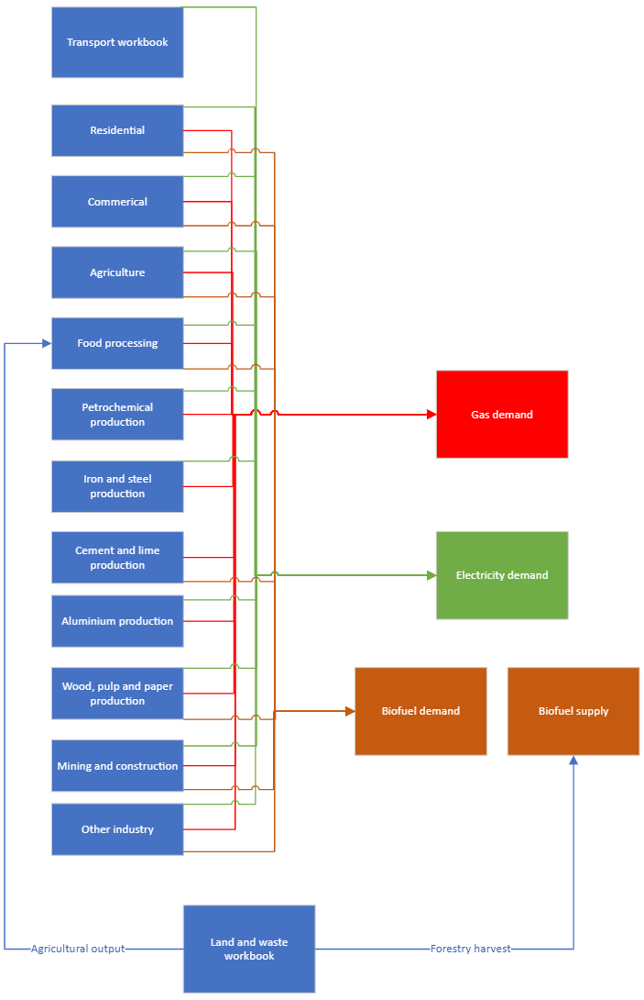 Transport workbook
Residential
Commerical
Agriculture
Food processing
Petrochemical
production
Iron and steel
production
Cement and lime
production
Aluminium production
Wood, pulp and paper
production
Mining and construction
Other industry
Gas demand
Electricity demand
Biofuel demand
Biofuel supply
Agricultural output
Land and waste
workbook
Forestry harvest